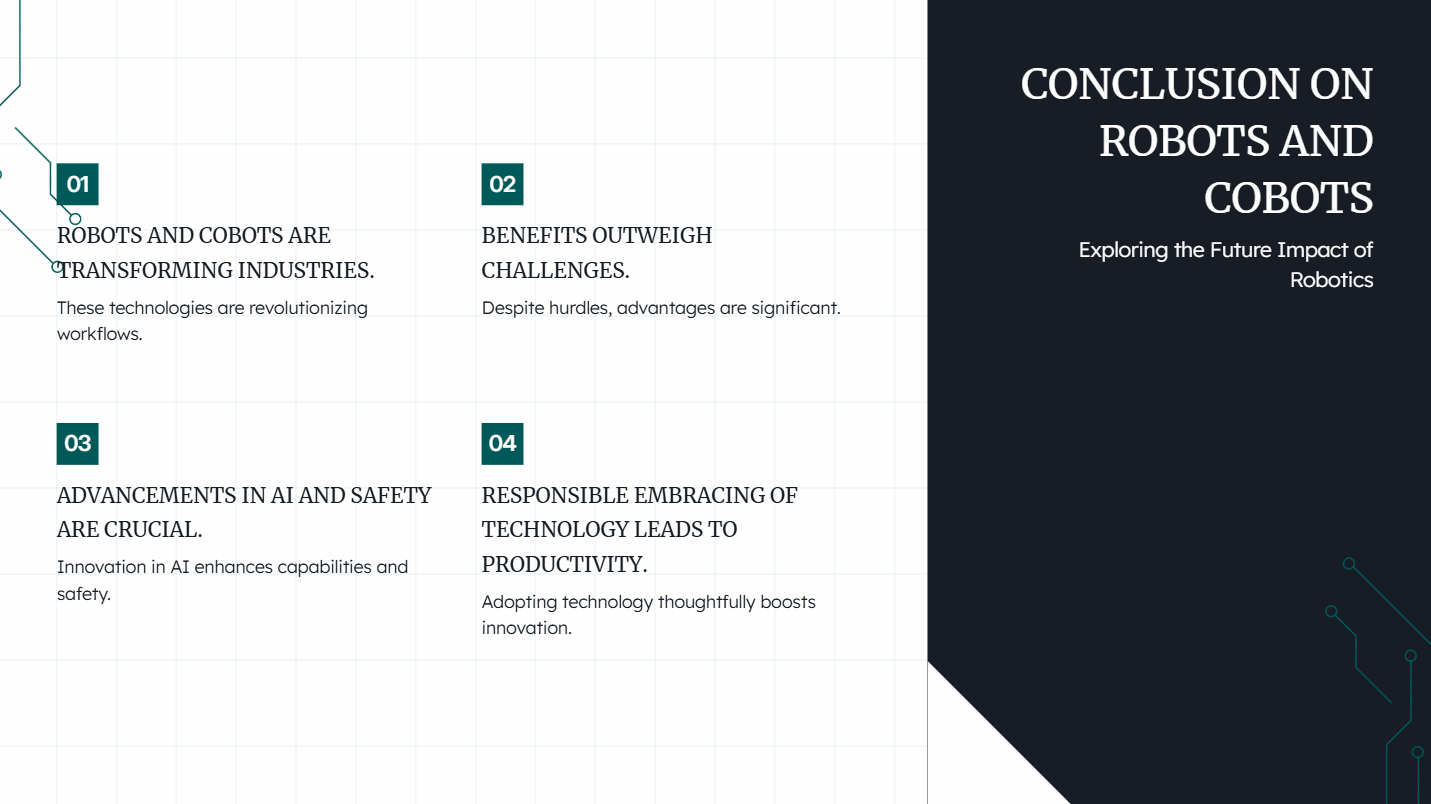 CONCLUSION ON
ROBOTS AND
COBOTS
Exploring the Future Impact of
Robotics
01
ROBOTS AND COBOTS ARE
TRANSFORMING INDUSTRIES.
These technologies are revolutionizing
workflows.
02
BENEFITS OUTWEIGH
CHALLENGES.
Despite hurdles, advantages are significant.
03
ADVANCEMENTS IN AI AND SAFETY
ARE CRUCIAL.
Innovation in AI enhances capabilities and
safety.
04
RESPONSIBLE EMBRACING OF
TECHNOLOGY LEADS TO
PRODUCTIVITY.
Adopting technology thoughtfully boosts
innovation.